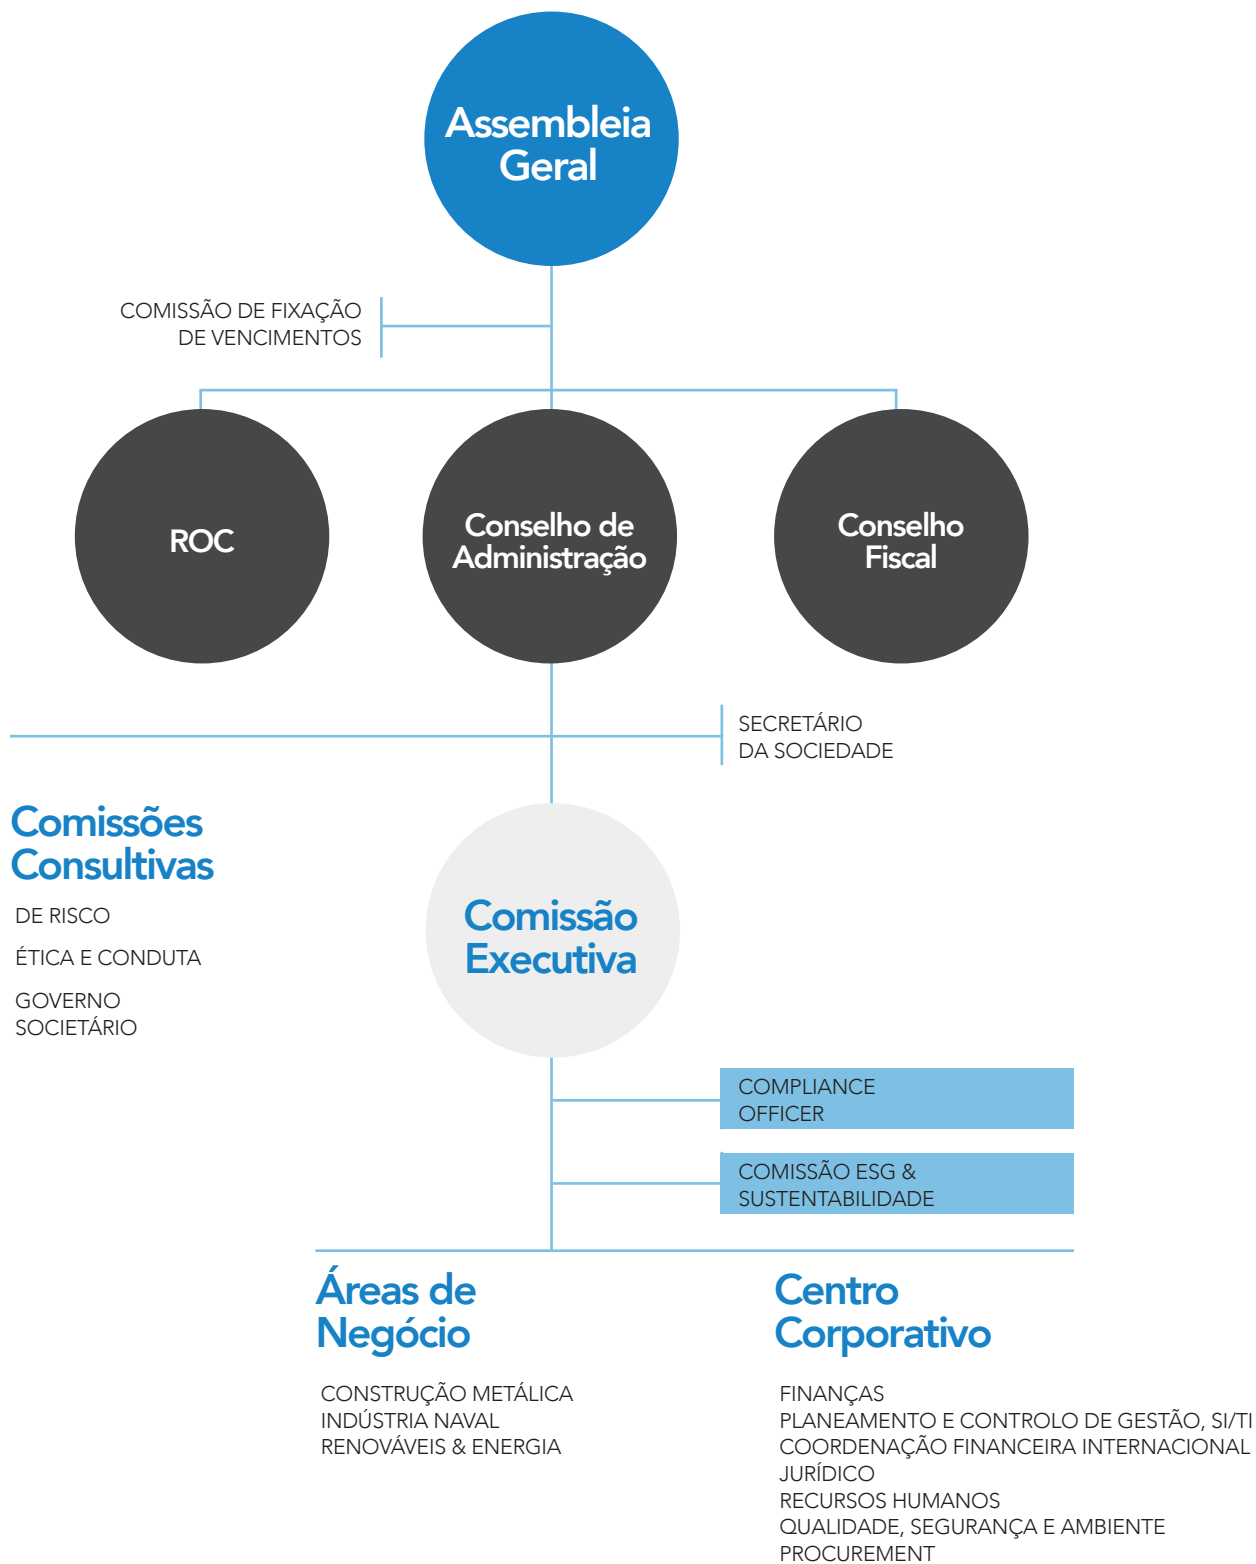 Assembleia
Geral
COMISSÃO DE FIXAÇÃO
DE VENCIMENTOS
ROC
Conselho de
Administração
Conselho
Fiscal
SECRETÁRIO
DA SOCIEDADE
Comissões
Consultivas
DE RISCO
ÉTICA E CONDUTA
GOVERNO
SOCIETÁRIO
Comissão
Executiva
COMPLIANCE
OFFICER
COMISSÃO ESG &
SUSTENTABILIDADE
Áreas de
Negócio
CONSTRUÇÃO METÁLICA
INDÚSTRIA NAVAL
RENOVÁVEIS & ENERGIA
Centro
Corporativo
FINANÇAS
PLANEAMENTO E CONTROLO DE GESTÃO, SI/TI
COORDENAÇÃO FINANCEIRA INTERNACIONAL
JURÍDICO
RECURSOS HUMANOS
QUALIDADE, SEGURANÇA E AMBIENTE
PROCUREMENT